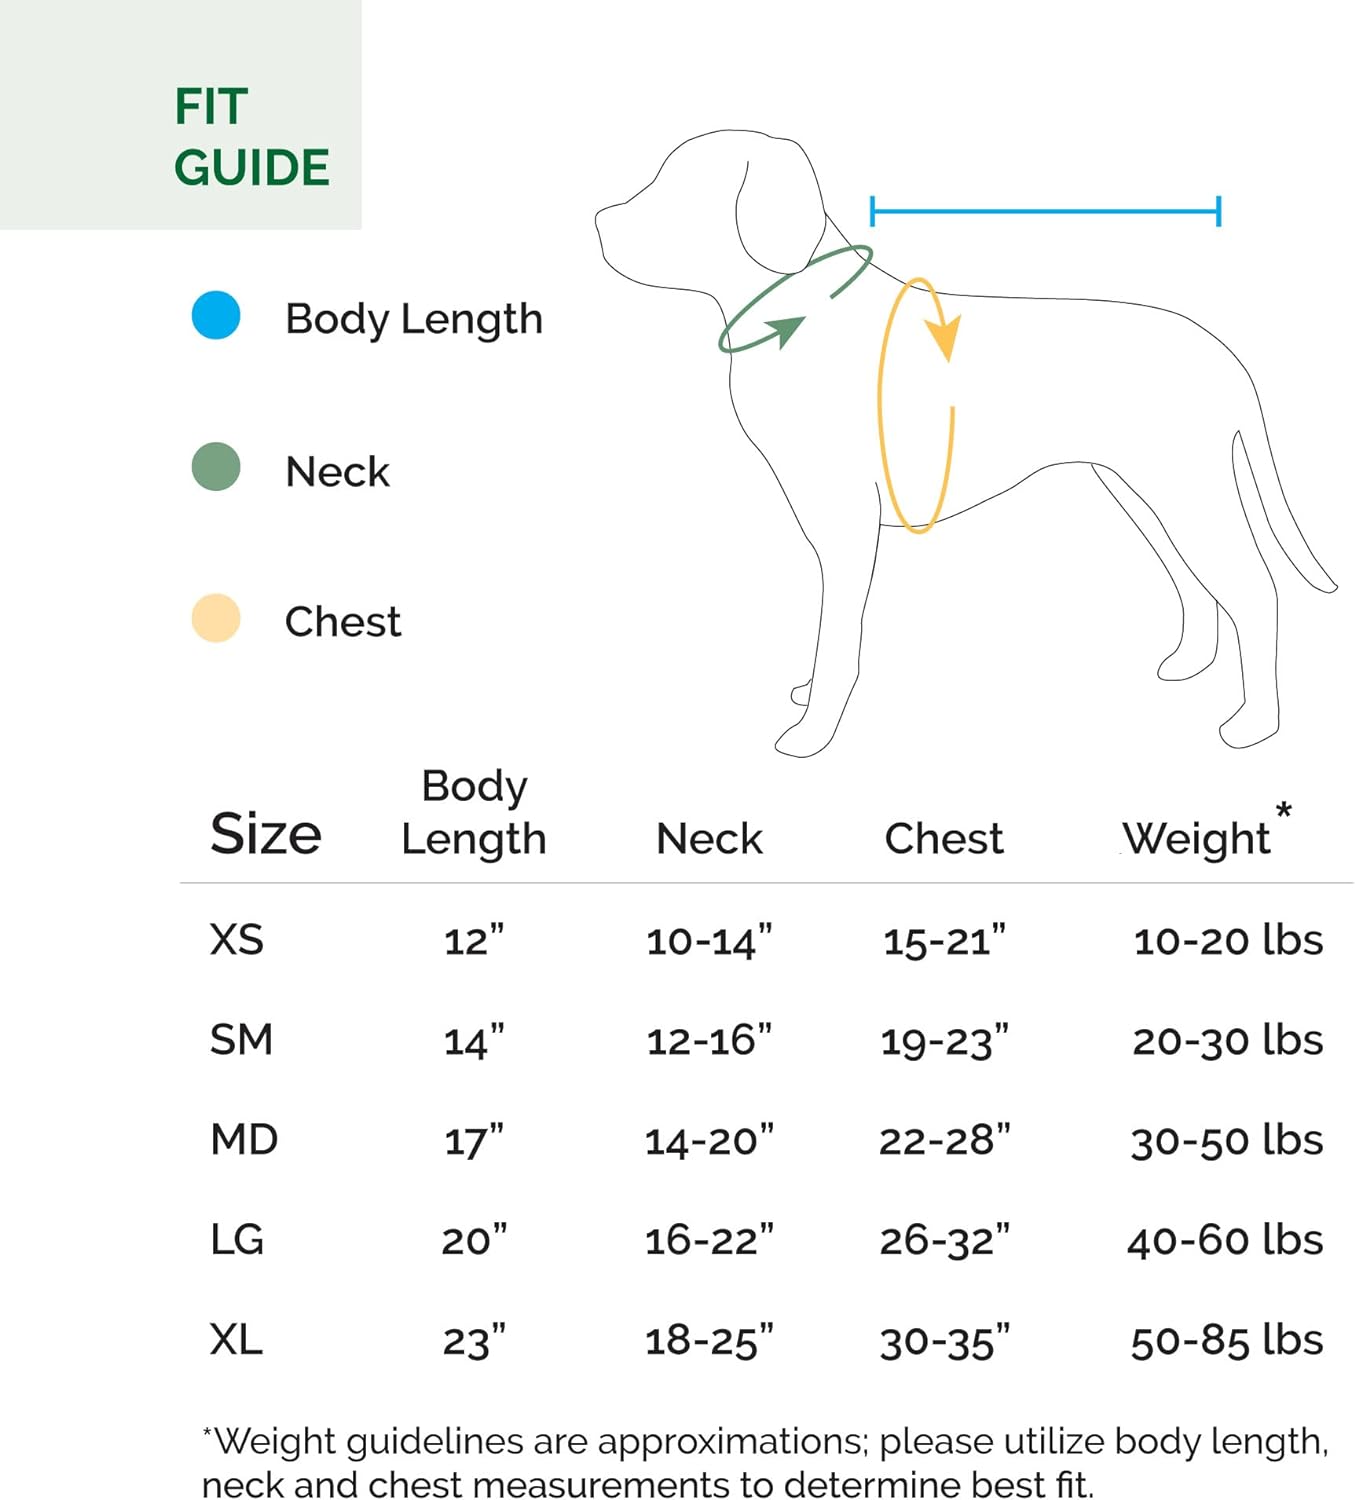 FIT
GUIDE
Body Length
Neck
Chest
Size Body Length Neck Chest Weight*
XS 12” 10-14” 15-21” 10-20 lbs
SM 14” 12-16” 19-23” 20-30 lbs
MD 17” 14-20” 22-28” 30-50 lbs
LG 20” 16-22” 26-32” 40-60 lbs
XL 23” 18-25” 30-35” 50-85 lbs
*Weight guidelines are approximations; please utilize body length,
neck and chest measurements to determine best fit.